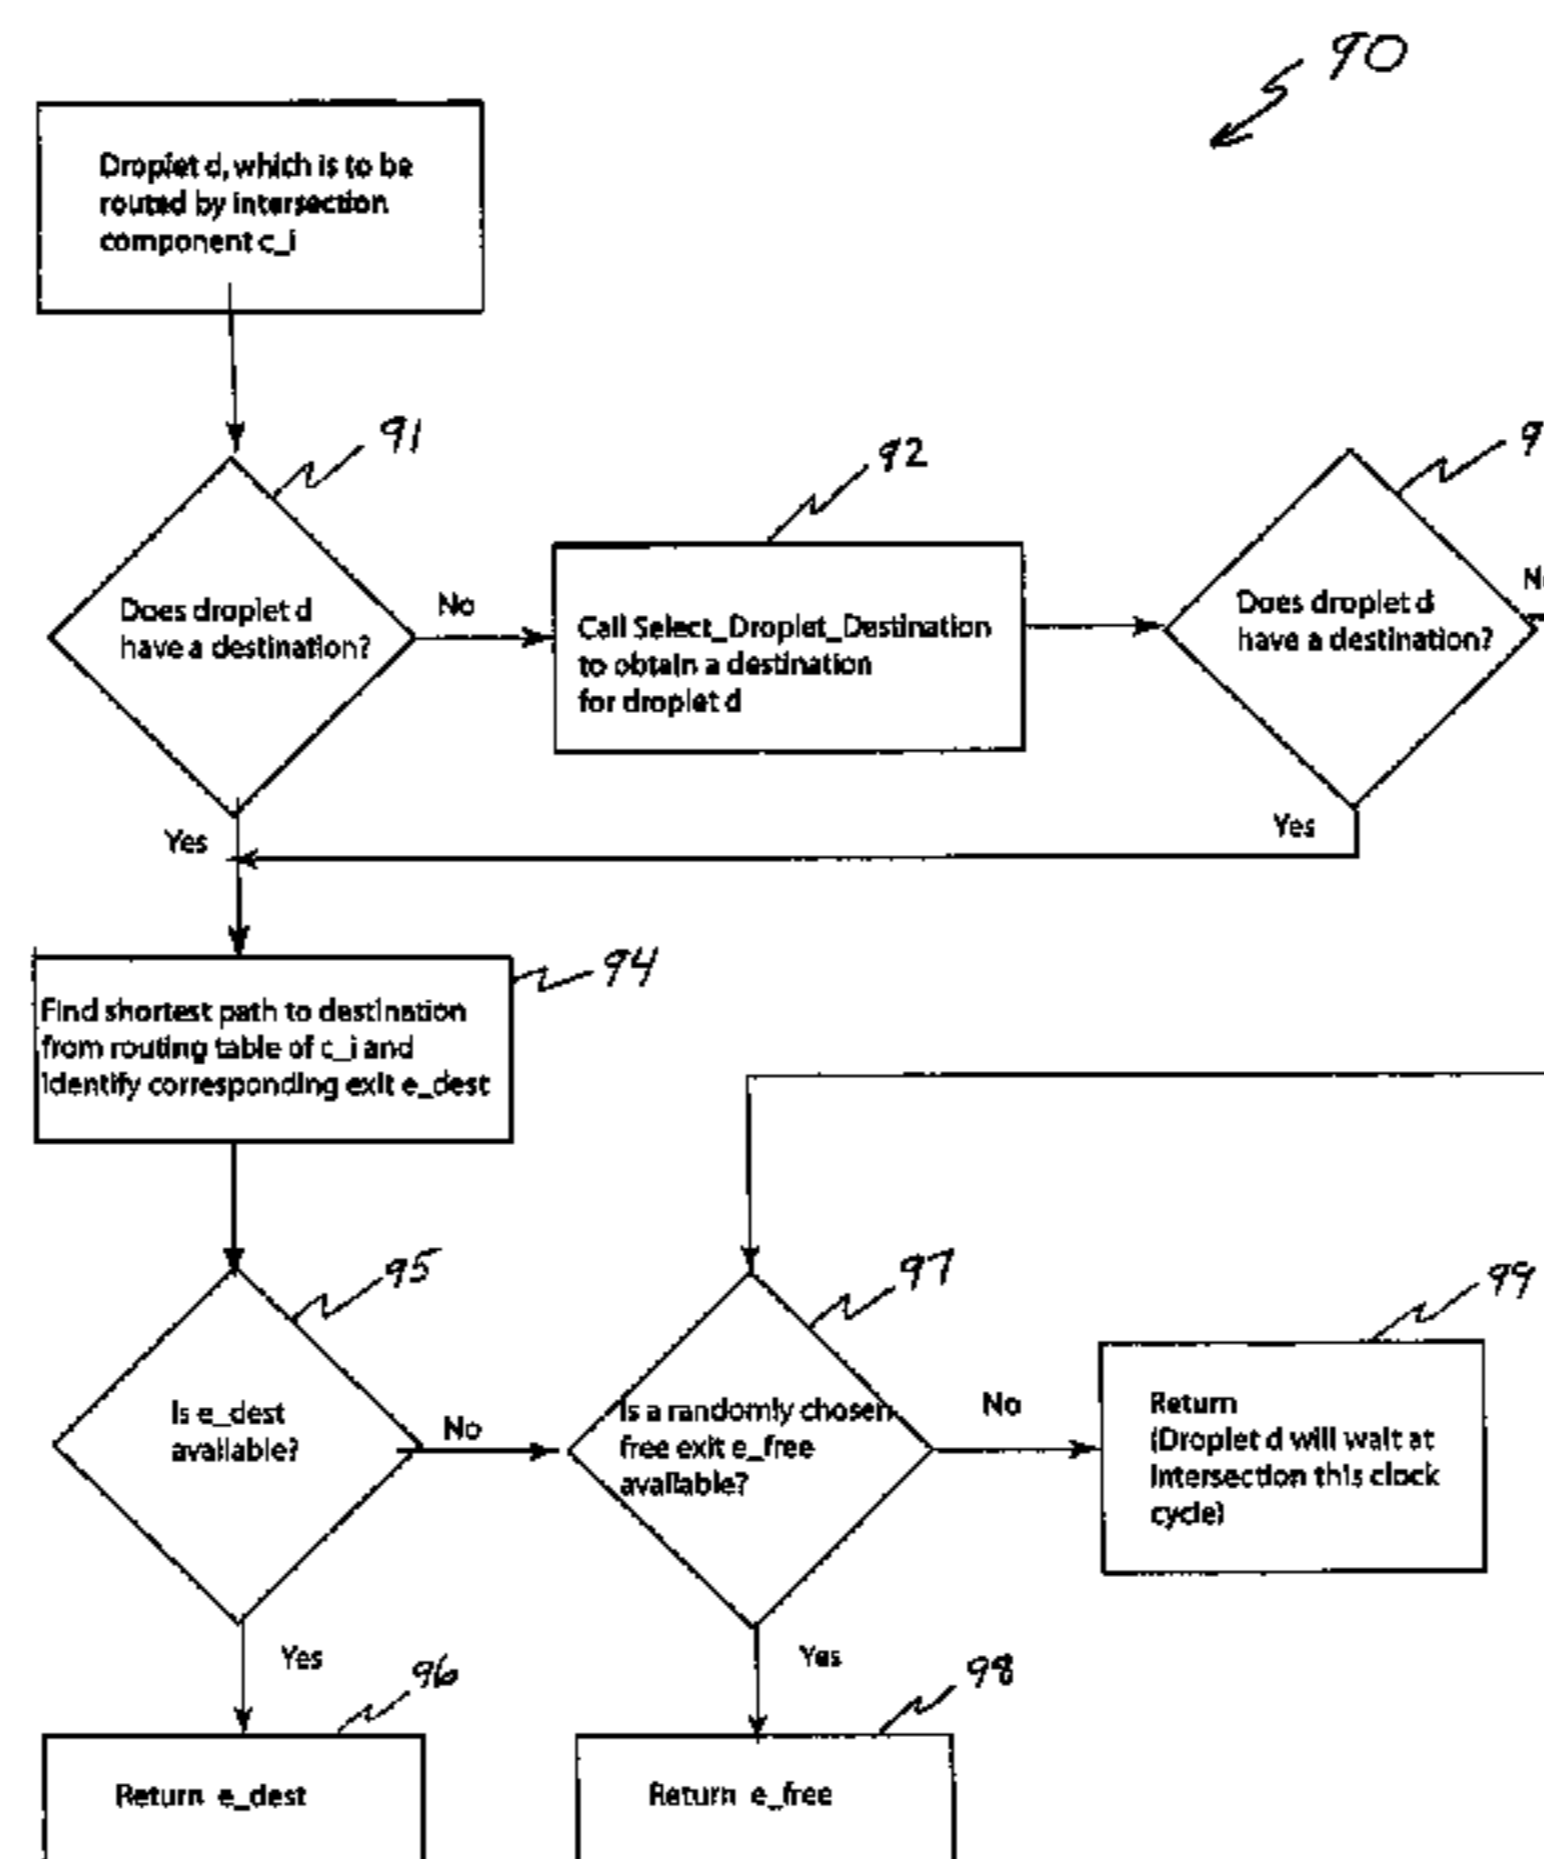 90
Droplet d, which is to be
routed by intersection
component c_i
91
92
Does droplet d
have a destination?
No
Call Select_Droplet_Destination
to obtain a destination
for droplet d
Does droplet d
have a destination?
Yes
Yes
94
Find shortest path to destination
from routing table of c_i and
identify corresponding exit e_dest
95
97
99
Is e_dest
available?
No
Is a randomly chosen
free exit e_free
available?
No
Return
(Droplet d will wait at
intersection this clock
cycle)
Yes
96
Yes
98
Return e_dest
Return e_free